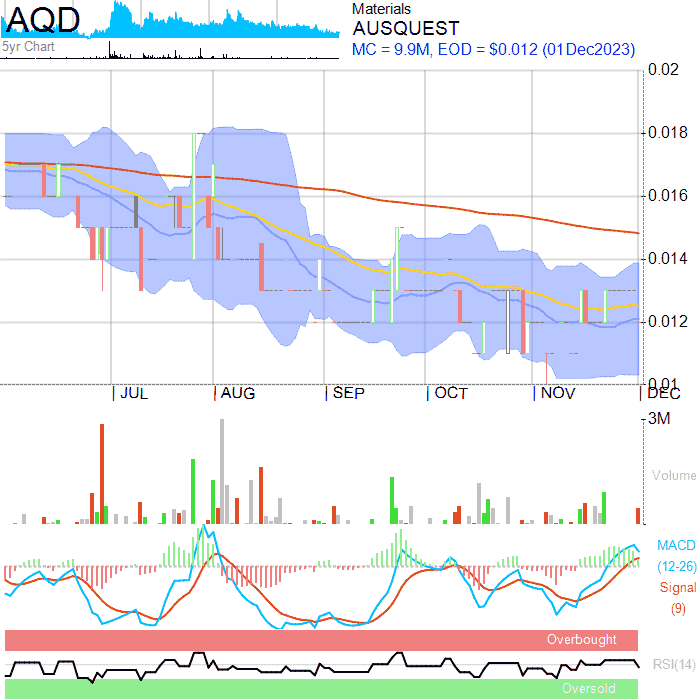 AQD
5yr Chart
Materials
AUSQUEST
MC = 9.9M, EOD = $0.012 (01Dec2023)
0.02
0.018
0.016
0.014
0.012
0.01
JUL
AUG
SEP
OCT
NOV
DEC
3M
Volume
MACD
(12-26)
Signal
(9)
Overbought
RSI(14)
Oversold